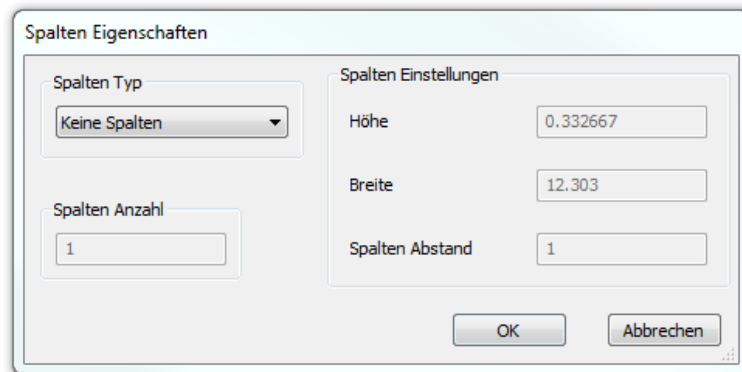 Spalten Eigenschaften
Spalten Typ
Keine Spalten
Spalten Anzahl
1
Spalten Einstellungen
Höhe 0.332667
Breite 12.303
Spalten Abstand 1
OK Abbrechen